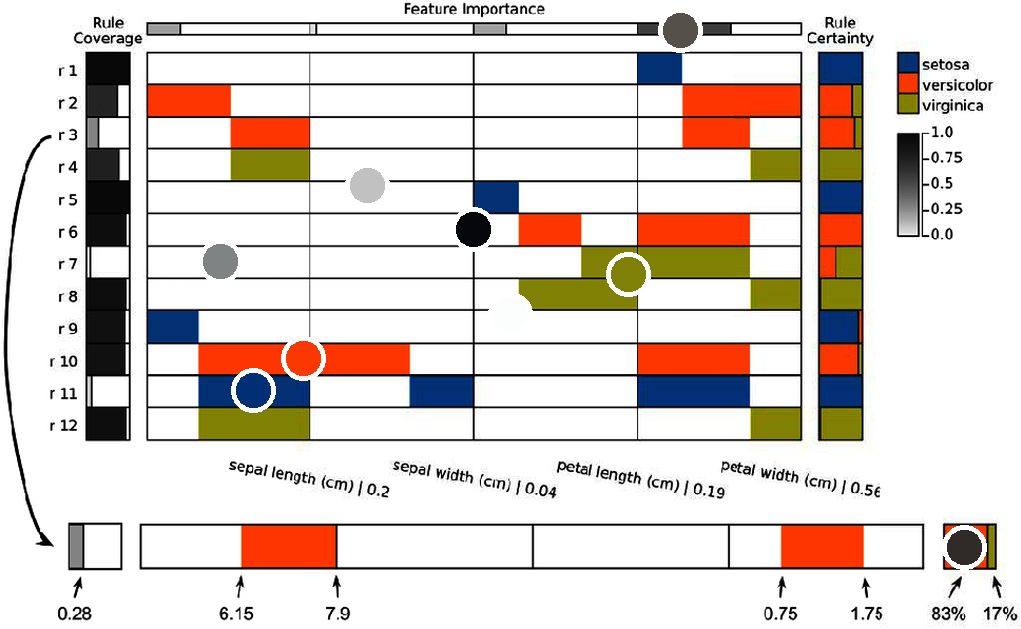 Feature Importance
Rule Coverage
Rule Certainty
r 1
r 2
r 3
r 4
r 5
r 6
r 7
r 8
r 9
r 10
r 11
r 12
setosa
versicolor
virginica
1.0
0.75
0.5
0.25
0.0
sepal length (cm) | 0.2
sepal width (cm) | 0.04
petal length (cm) | 0.19
petal width (cm) | 0.56
0.28
6.15
7.9
0.75
1.75
83%
17%